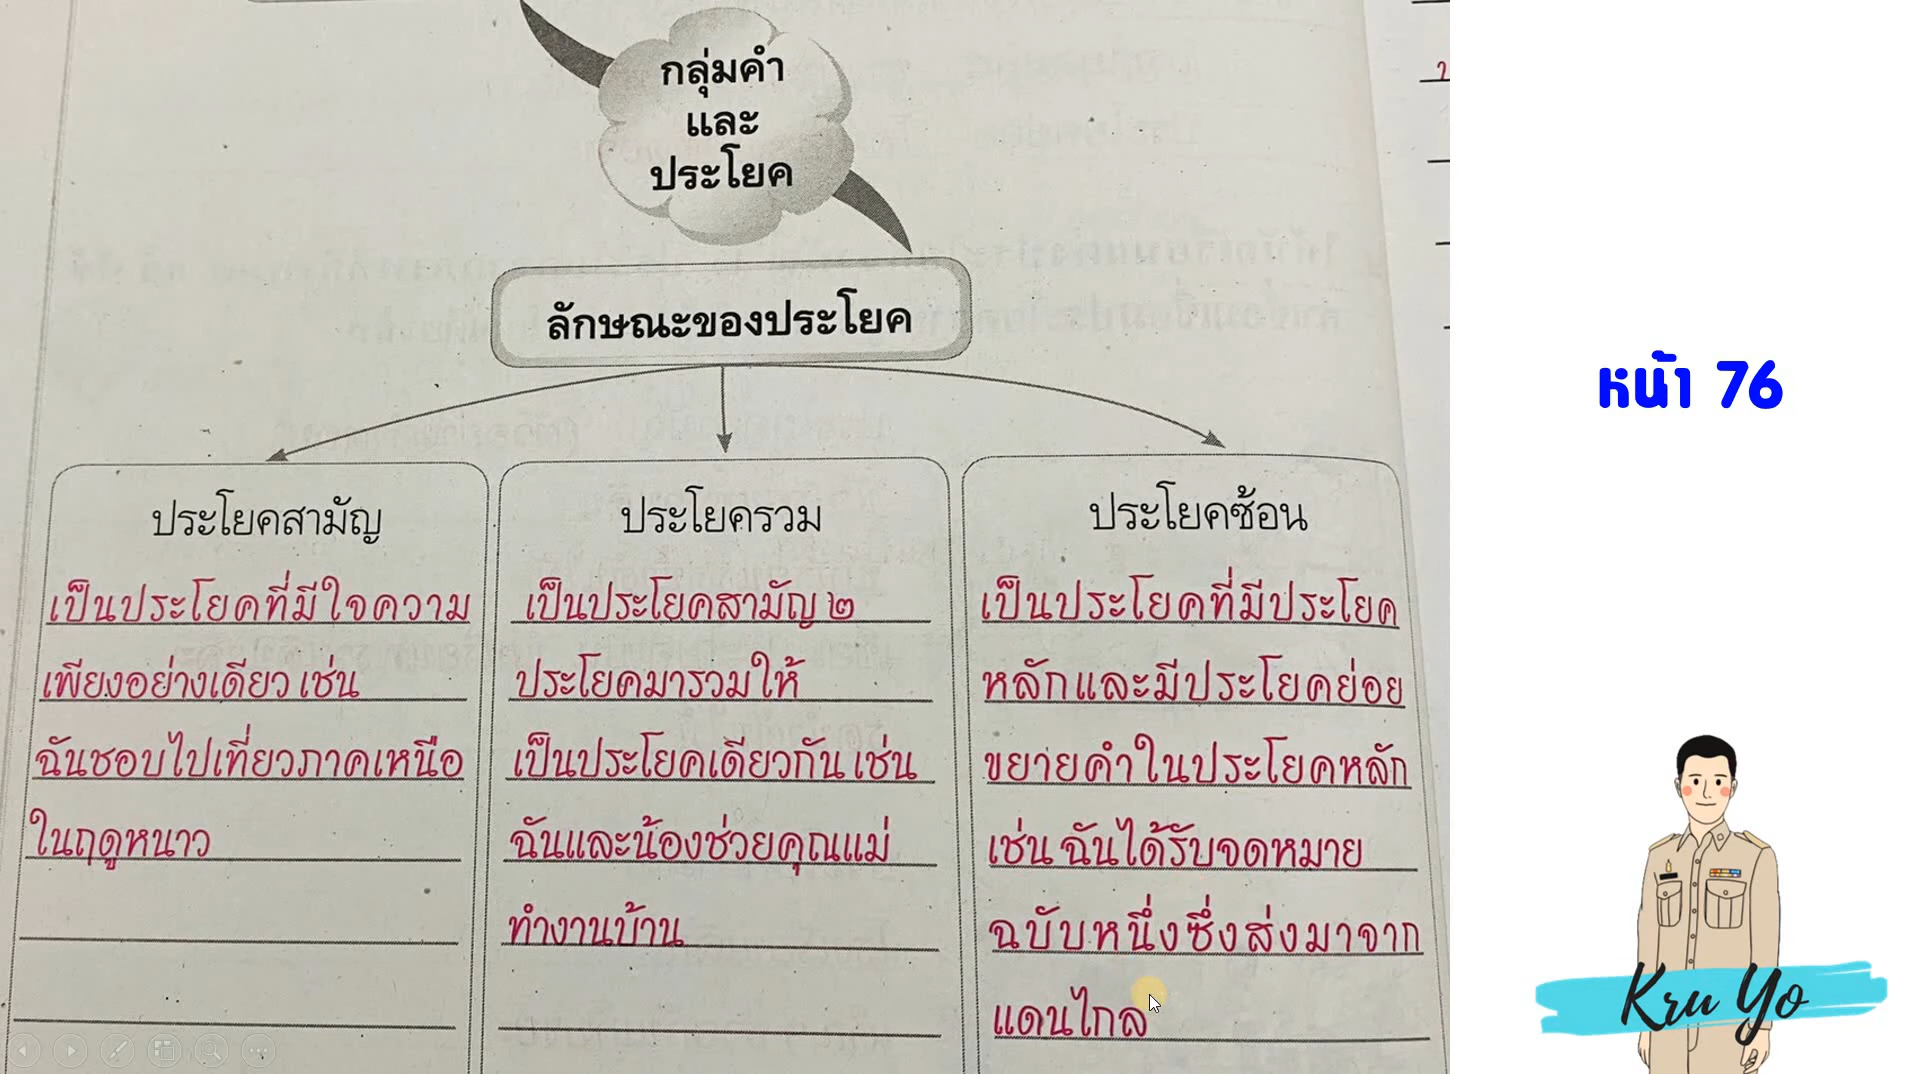 กลุ่มคำ
และ
ประโยค
ลักษณะของประโยค
หน้า 76
ประโยคสามัญ
เป็นประโยคที่มีใจความ
เพียงอย่างเดียว เช่น
ฉันชอบไปเที่ยวภาคเหนือ
ในฤดูหนาว
ประโยครวม
เป็นประโยคสามัญ ๒
ประโยคมารวมให้
เป็นประโยคเดียวกัน เช่น
ฉันและน้องช่วยคุณแม่
ทำงานบ้าน
ประโยคซ้อน
เป็นประโยคที่มีประโยค
หลักและมีประโยคย่อย
ขยายคำในประโยคหลัก
เช่น ฉันได้รับจดหมาย
ฉบับหนึ่งซึ่งส่งมาจาก
แดนไกล
Kru Yo